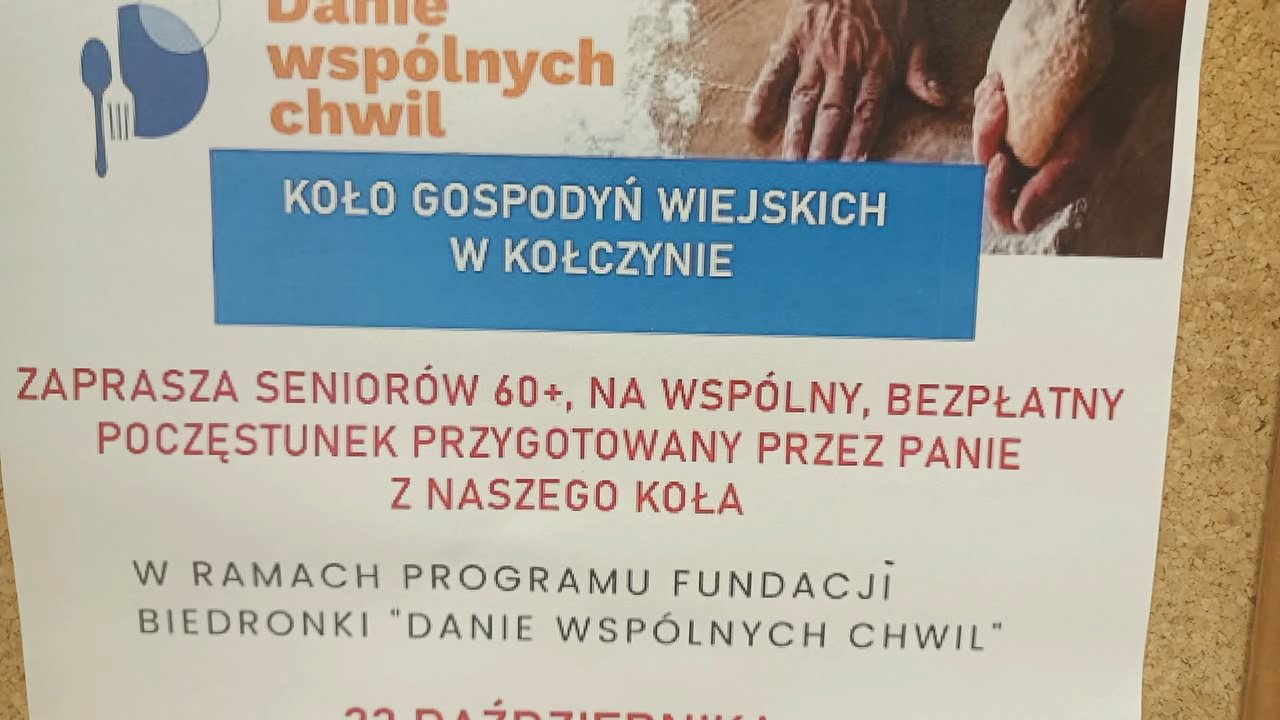 Danie
wspólnych
chwil
KOŁO GOSPODYŃ WIEJSKICH
W KOŁCZYNIE
ZAPRASZA SENIORÓW 60+, NA WSPÓLNY, BEZPŁATNY
POCZĘSTUNEK PRZYGOTOWANY PRZEZ PANIE
Z NASZEGO KOŁA
W RAMACH PROGRAMU FUNDACJi
BIEDRONKI "DANIE WSPÓLNYCH CHWIL"
PAŹDZIERNIKA